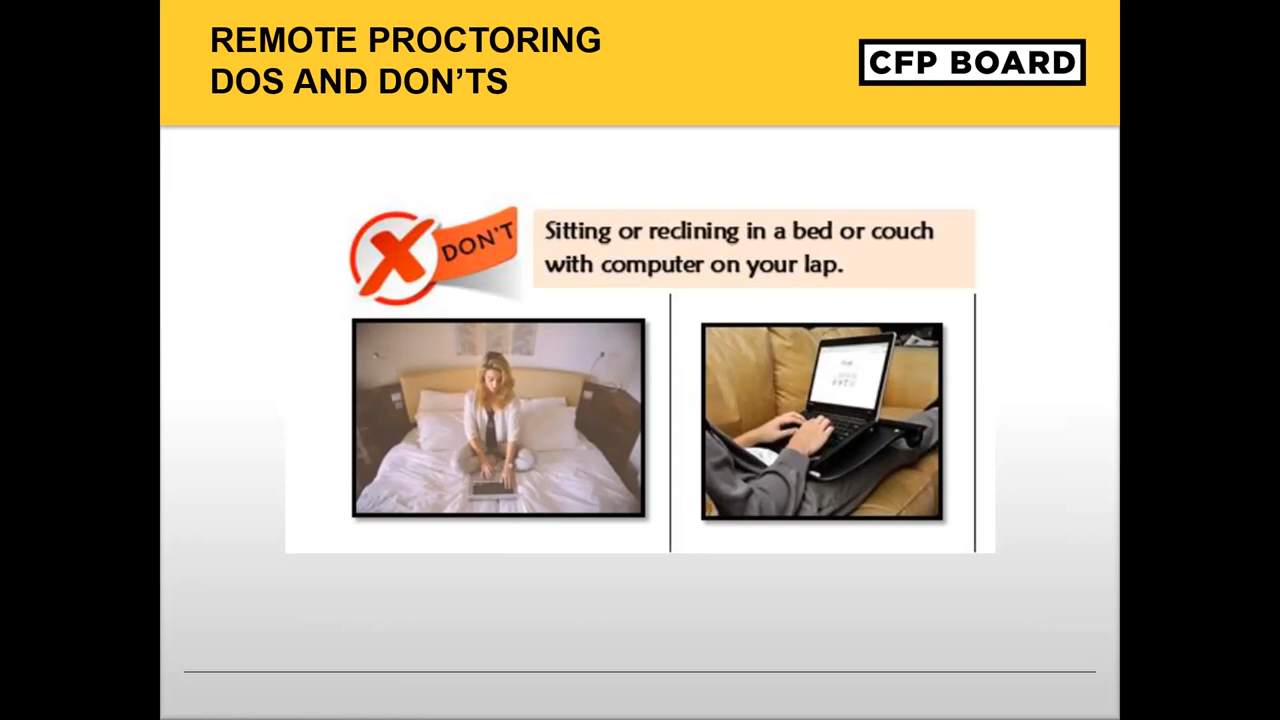 REMOTE PROCTORING
DOS AND DON’TS
CFP BOARD
DON'T
Sitting or reclining in a bed or couch
with computer on your lap.